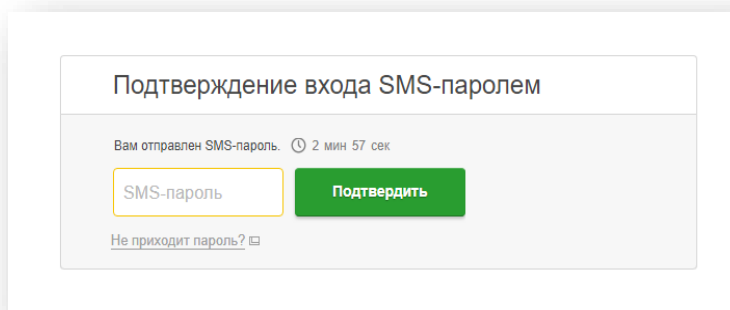 Подтверждение входа SMS-паролем
Вам отправлен SMS-пароль. 2 мин 57 сек
SMS-пароль Подтвердить
Не приходит пароль?